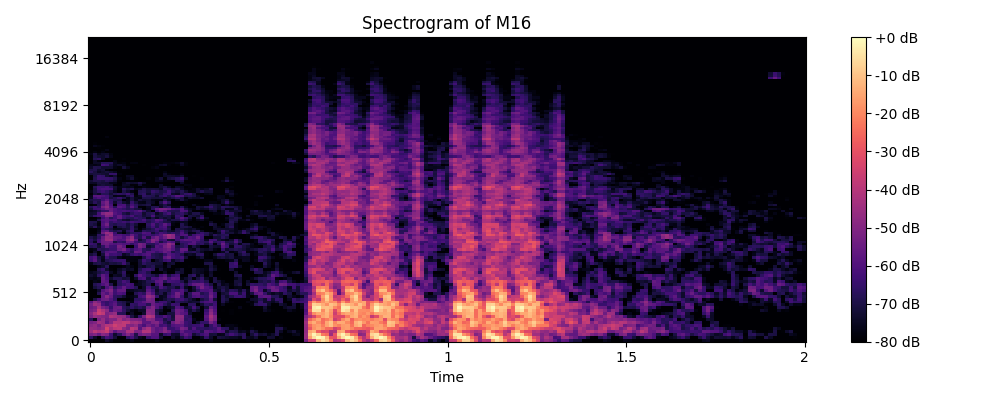 Spectrogram of M16
Hz
16384
8192
4096
2048
1024
512
0
0 0.5 1 1.5 2
Time
+0 dB
-10 dB
-20 dB
-30 dB
-40 dB
-50 dB
-60 dB
-70 dB
-80 dB